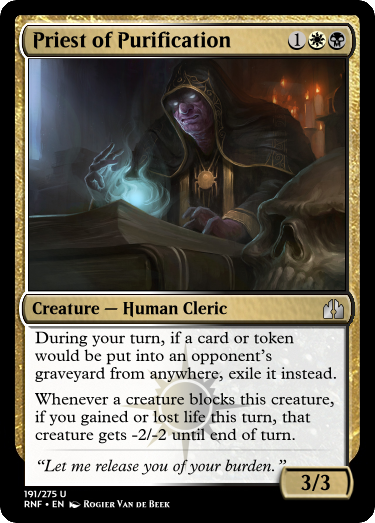 Priest of Purification 1
Creature — Human Cleric
During your turn, if a card or token
would be put into an opponent's
graveyard from anywhere, exile it instead.
Whenever a creature blocks this creature,
if you gained or lost life this turn, that
creature gets -2/-2 until end of turn.
“Let me release you of your burden.”
3/3
191/275 U
RNF • EN Rogier Van de Beek